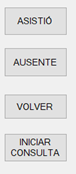 ASISTIÓ
AUSENTE
VOLVER
INICIAR
CONSULTA